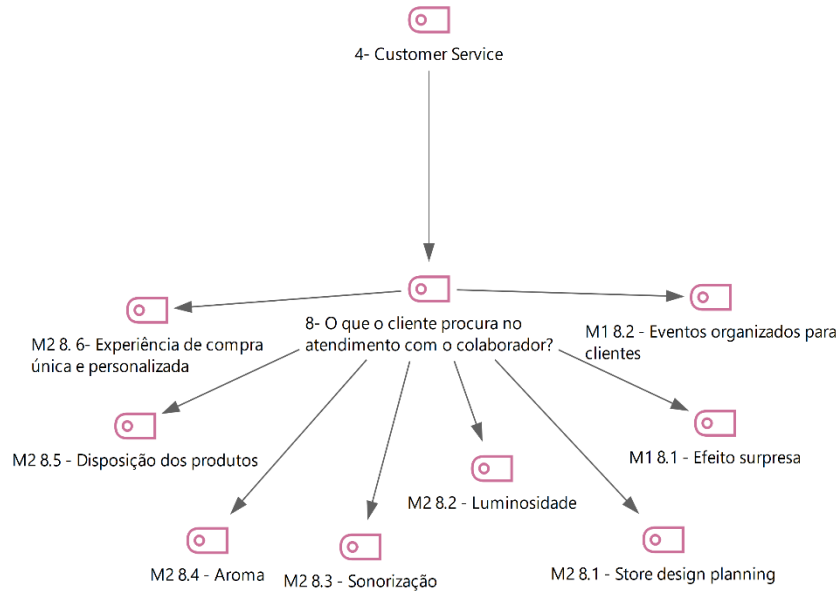 4- Customer Service
8- O que o cliente procura no
atendimento com o colaborador?
M2 8. 6- Experiência de compra
única e personalizada
M1 8.2 - Eventos organizados para
clientes
M2 8.5 - Disposição dos produtos
M1 8.1 - Efeito surpresa
M2 8.2 - Luminosidade
M2 8.4 - Aroma
M2 8.3 - Sonorização
M2 8.1 - Store design planning